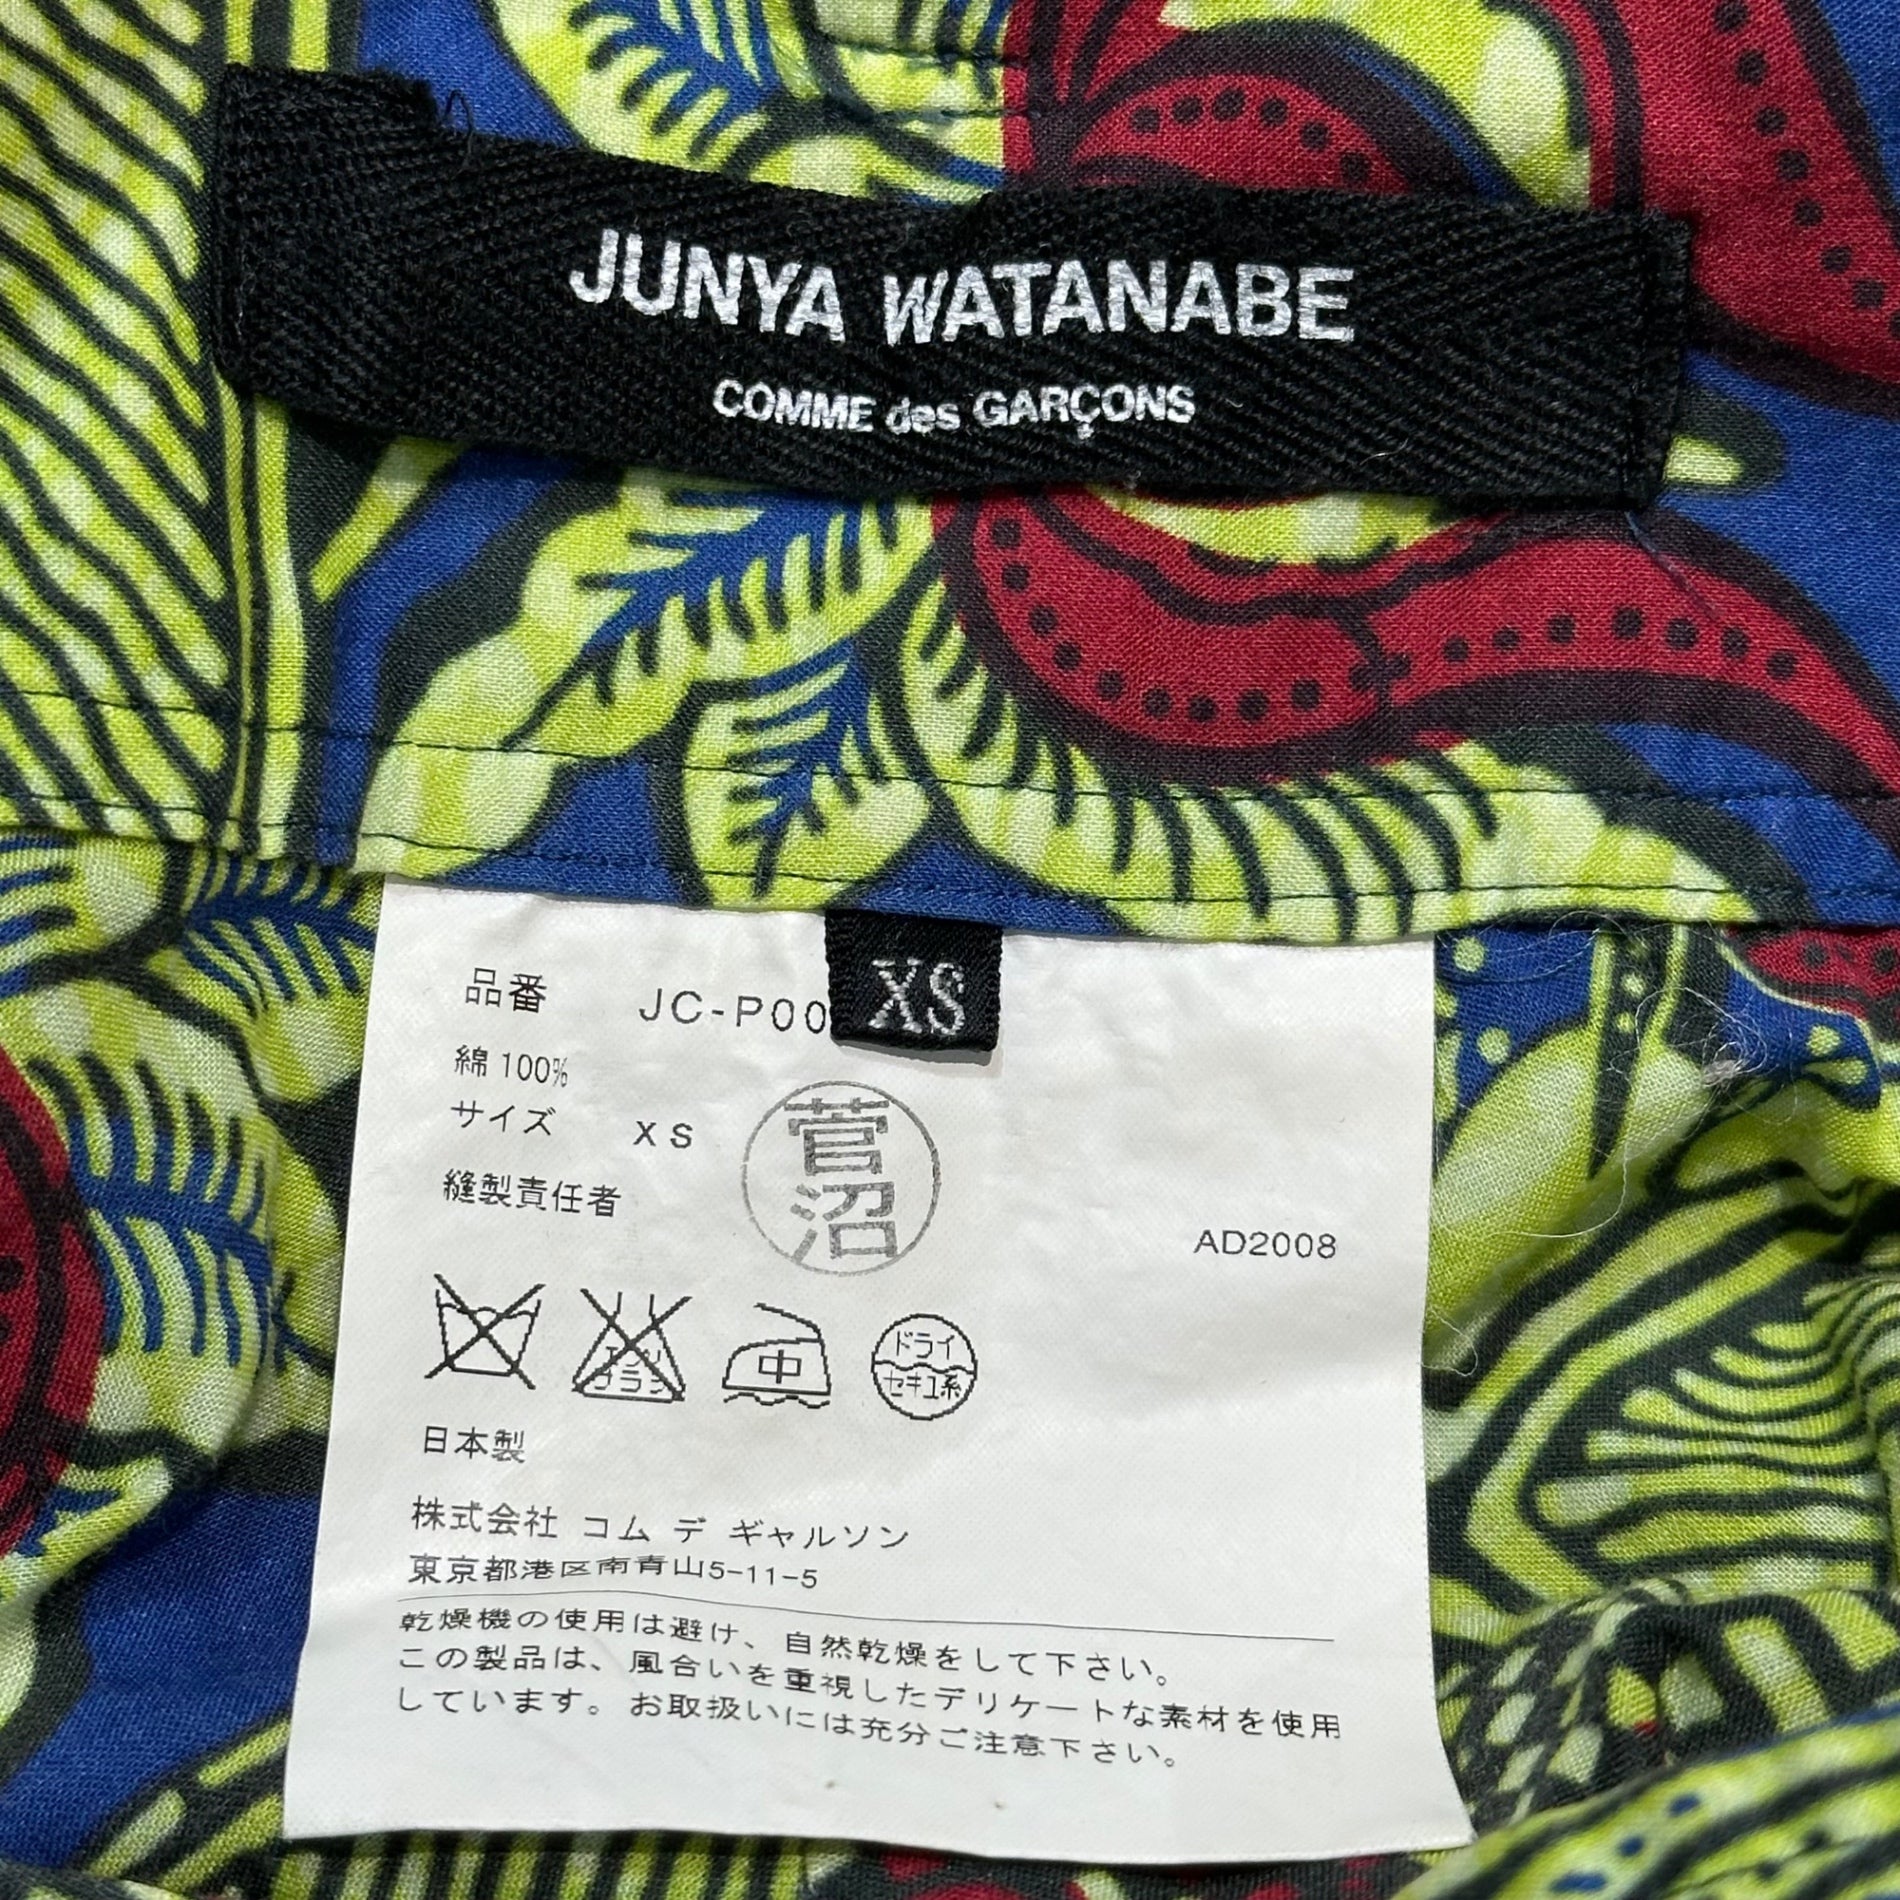 JUNYA WATANABE
COMME des GARÇONS
XS
品番 JC-P00
綿 100%
サイズ XS
縫製責任者 菅沼
AD2008
エンソ
フラシ
中
ドライ
セキユ系
日本製
株式会社 コム デ ギャルソン
東京都港区南青山5-11-5
乾燥機の使用は避け、自然乾燥をして下さい。
この製品は、風合いを重視したデリケートな素材を使用
しています。お取扱いには充分ご注意下さい。